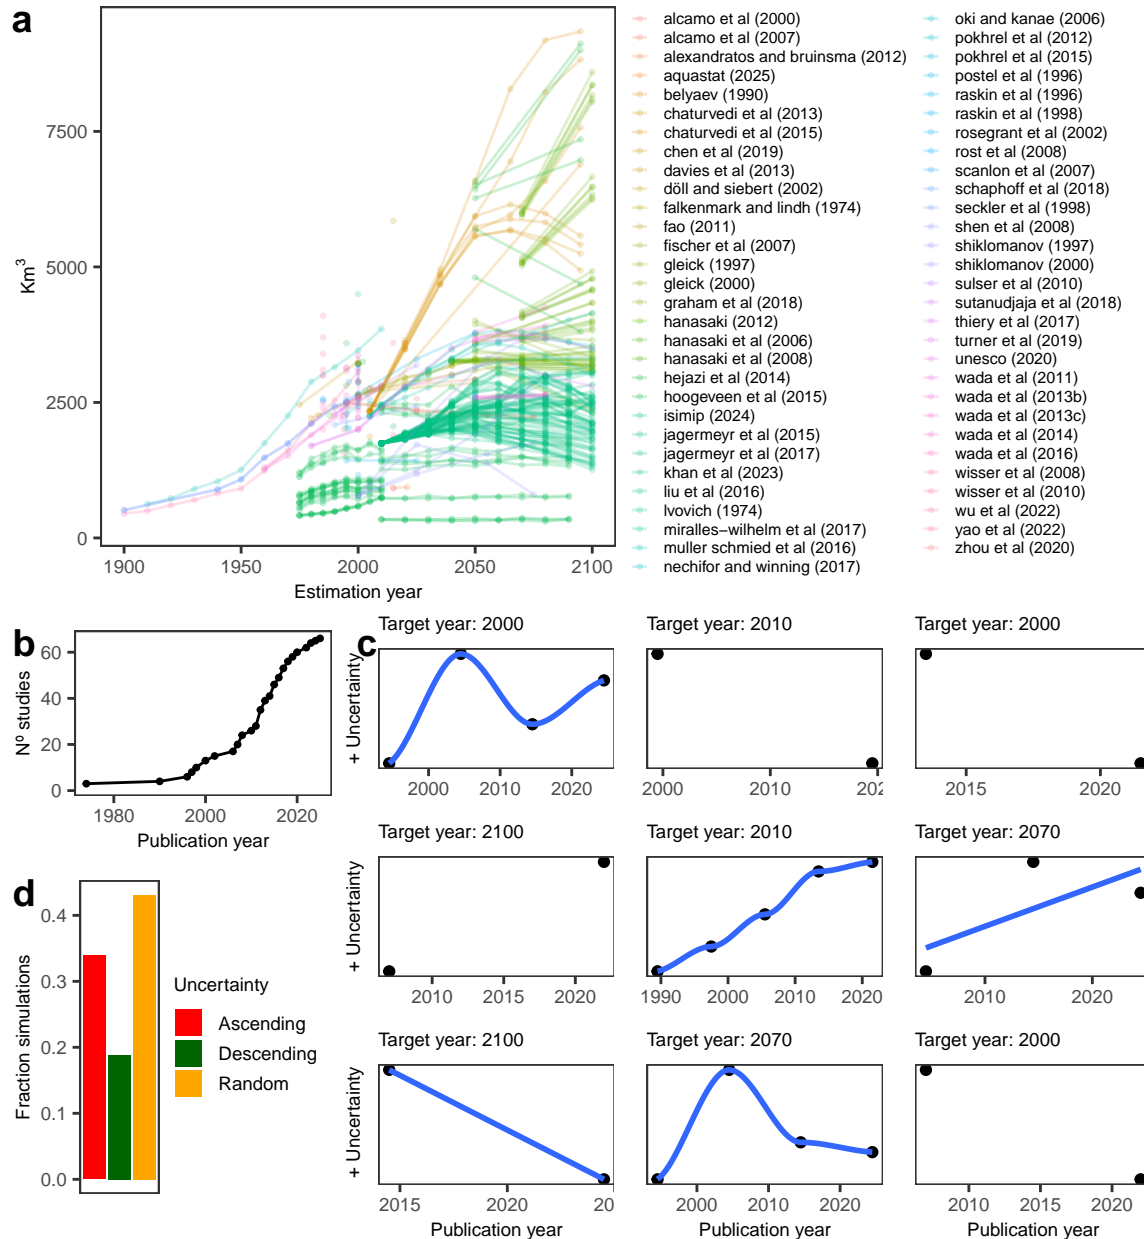 a
7500
5000
2500
0
Km³
1900 1950 2000 2050 2100
Estimation year
alcamo et al (2000)
alcamo et al (2007)
alexandratos and bruinsma (2012)
aquastat (2025)
belyaev (1990)
chaturvedi et al (2013)
chaturvedi et al (2015)
chen et al (2019)
davies et al (2013)
döll and siebert (2002)
falkenmark and lindh (1974)
fao (2011)
fischer et al (2007)
gleick (1997)
gleick (2000)
graham et al (2018)
hanasaki (2012)
hanasaki et al (2006)
hanasaki et al (2008)
hejazi et al (2014)
hoogeveen et al (2015)
isimip (2024)
jagermeyr et al (2015)
jagermeyr et al (2017)
khan et al (2023)
liu et al (2016)
lvovich (1974)
miralles−wilhelm et al (2017)
muller schmied et al (2016)
nechifor and winning (2017)
oki and kanae (2006)
pokhrel et al (2012)
pokhrel et al (2015)
postel et al (1996)
raskin et al (1996)
raskin et al (1998)
rosegrant et al (2002)
rost et al (2008)
scanlon et al (2007)
schaphoff et al (2018)
seckler et al (1998)
shen et al (2008)
shiklomanov (1997)
shiklomanov (2000)
sulser et al (2010)
sutanudjaja et al (2018)
thiery et al (2017)
turner et al (2019)
unesco (2020)
wada et al (2011)
wada et al (2013b)
wada et al (2013c)
wada et al (2014)
wada et al (2016)
wisser et al (2008)
wisser et al (2010)
wu et al (2022)
yao et al (2022)
zhou et al (2020)
b
60
40
20
0
Nº studies
1980 2000 2020
Publication year
c
Target year: 2000
+ Uncertainty
2000 2010 2020
Target year: 2010
2000 2010 202
Target year: 2000
2015 2020
Target year: 2100
+ Uncertainty
2010 2015 2020
Target year: 2010
1990 2000 2010 2020
Target year: 2070
2010 2020
Target year: 2100
+ Uncertainty
2015 2020 20
Publication year
Target year: 2070
2000 2010 2020
Publication year
Target year: 2000
2010 2015 2020
Publication year
d
0.4
0.3
0.2
0.1
0.0
Fraction simulations
Uncertainty
Ascending
Descending
Random